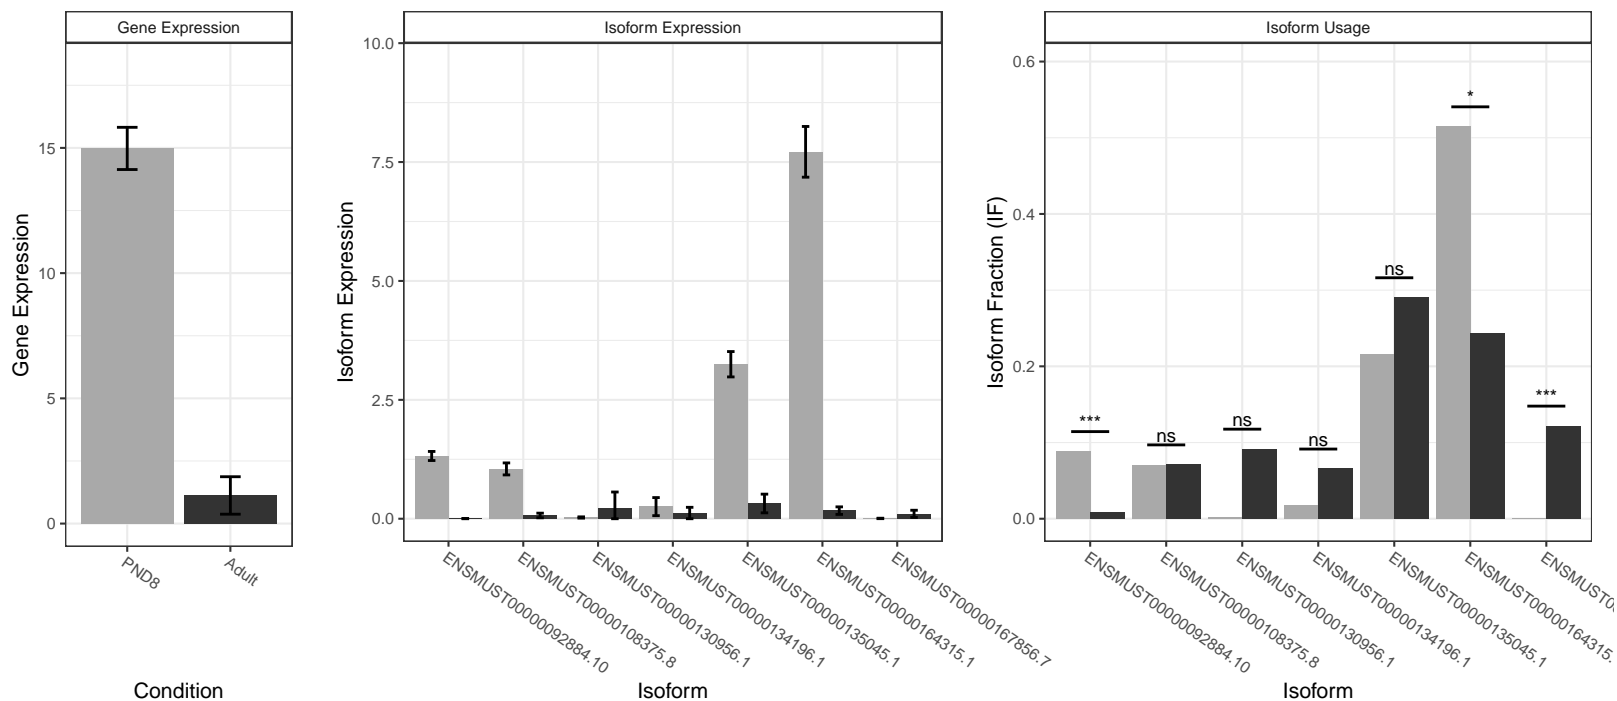 Gene Expression
Gene Expression
15
10
5
0
PND8
Adult
Condition
Isoform Expression
Isoform Expression
10.0
7.5
5.0
2.5
0.0
ENSMUST00000092884.10
ENSMUST00000108375.8
ENSMUST00000130956.1
ENSMUST00000134196.1
ENSMUST00000135045.1
ENSMUST00000164315.1
ENSMUST00000167856.7
Isoform
Isoform Usage
Isoform Fraction (IF)
0.6
0.4
0.2
0.0
***
ns
ns
ns
ns
*
***
ENSMUST00000092884.10
ENSMUST00000108375.8
ENSMUST00000130956.1
ENSMUST00000134196.1
ENSMUST00000135045.1
ENSMUST00000164315.
Isoform